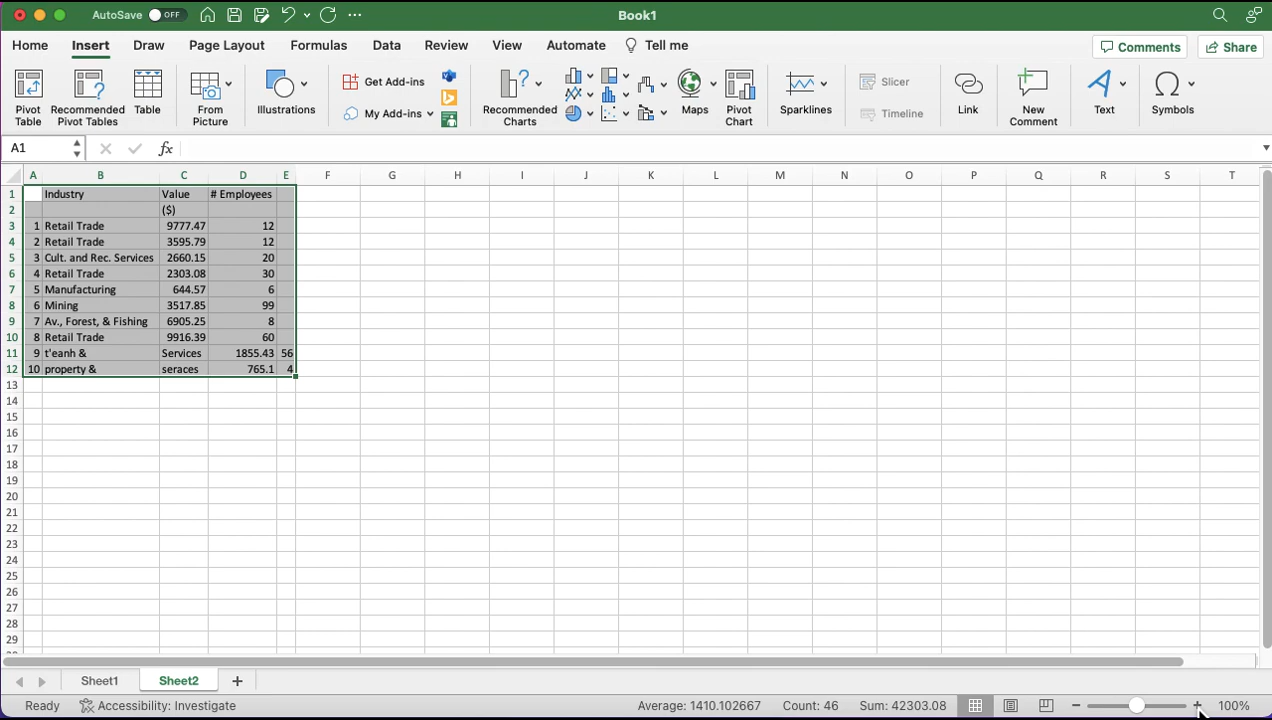 AutoSave OFF Book1
Home Insert Draw Page Layout Formulas Data Review View Automate Tell me Comments Share
Pivot Table
Recommended Pivot Tables
Table
From Picture
Illustrations
Get Add-ins
My Add-ins
Recommended Charts
Maps
Pivot Chart
Sparklines
Slicer
Timeline
Link
New Comment
Text
Symbols
A1 fx
A B C D E F G H I J K L M N O P Q R S T
1 Industry Value # Employees
2 ($)
3 1 Retail Trade 9777.47 12
4 2 Retail Trade 3595.79 12
5 3 Cult. and Rec. Services 2660.15 20
6 4 Retail Trade 2303.08 30
7 5 Manufacturing 644.57 6
8 6 Mining 3517.85 99
9 7 Av., Forest, & Fishing 6905.25 8
10 8 Retail Trade 9916.39 60
11 9 t'eanh & Services 1855.43 56
12 10 property & seraces 765.1 4
13
14
15
16
17
18
19
20
21
22
23
24
25
26
27
28
29
Sheet1 Sheet2 +
Ready Accessibility: Investigate Average: 1410.102667 Count: 46 Sum: 42303.08 − + 100%